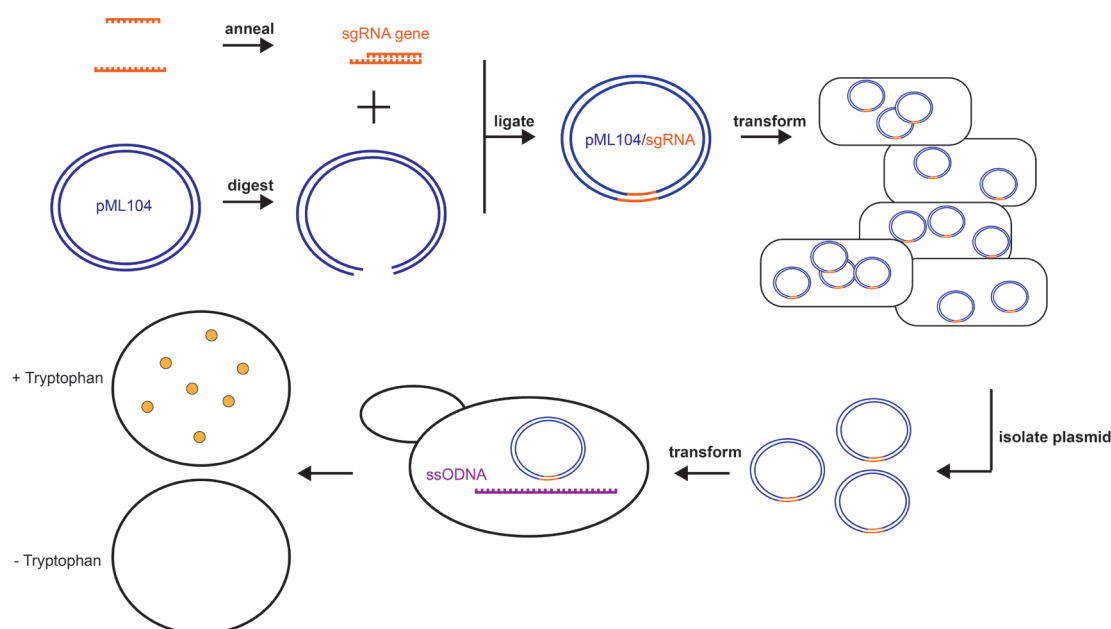 anneal
sgRNA gene
ligate
pML104/sgRNA
transform
pML104
digest
+ Tryptophan
- Tryptophan
ssODNA
transform
isolate plasmid